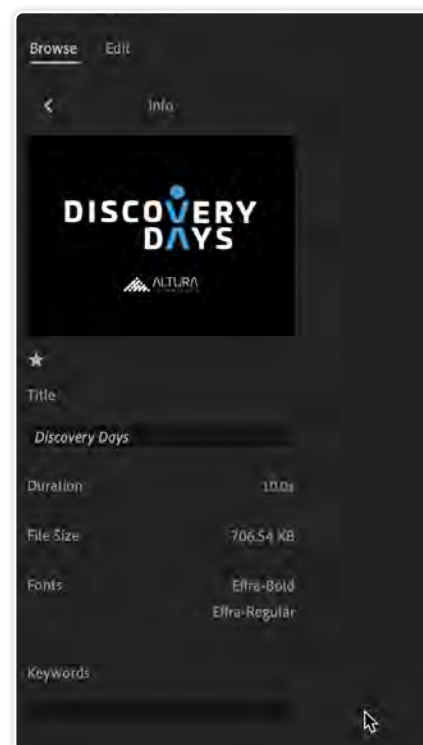 Browse Edit
Info
DISCOVERY
DAYS
ALTURA
Title
Discovery Days
Duration 10.0s
File Size 706.54 KB
Fonts Effra-Bold
Effra-Regular
Keywords